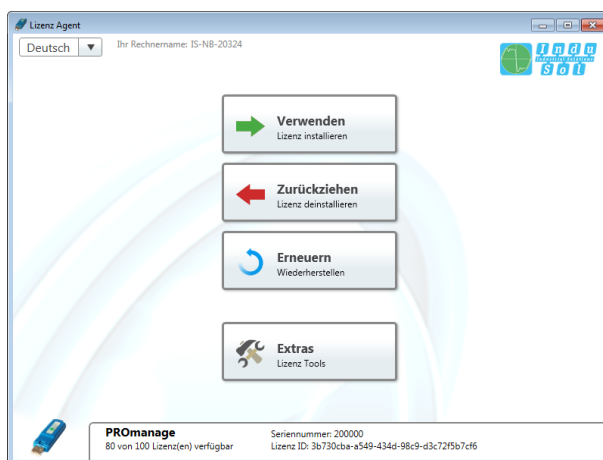 Lizenz Agent
Deutsch
Ihr Rechnername: IS-NB-20324
Indu
Industrial Solutions
Sol
Verwenden
Lizenz installieren
Zurückziehen
Lizenz deinstallieren
Erneuern
Wiederherstellen
Extras
Lizenz Tools
PROmanage
80 von 100 Lizenz(en) verfügbar
Seriennummer: 200000
Lizenz ID: 3b730cba-a549-434d-98c9-d3c72f5b7cf6